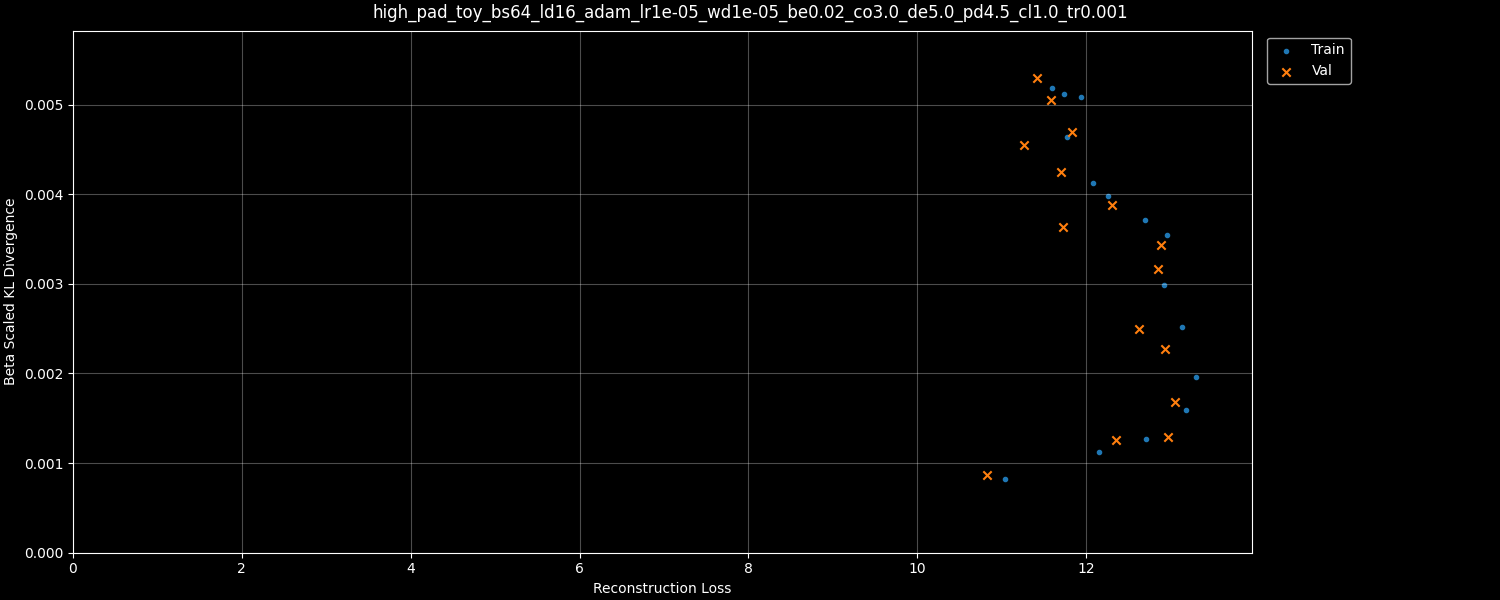 high_pad_toy_bs64_ld16_adam_lr1e-05_wd1e-05_be0.02_co3.0_de5.0_pd4.5_cl1.0_tr0.001
Train
Val
Beta Scaled KL Divergence
0.005
0.004
0.003
0.002
0.001
0.000
0
2
4
6
8
10
12
Reconstruction Loss